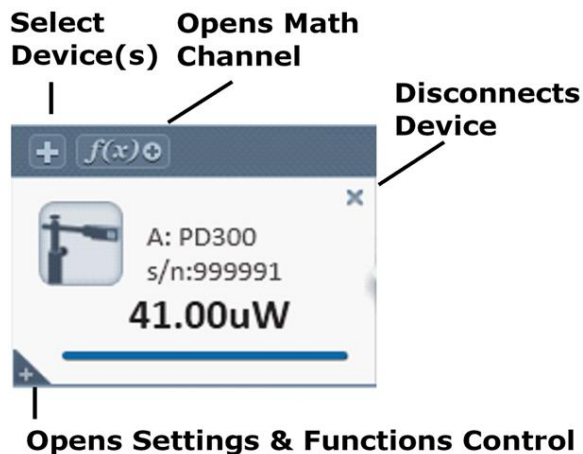 Select
Device(s)
Opens Math
Channel
Disconnects
Device
f(x)
A: PD300
s/n:999991
41.00uW
Opens Settings & Functions Control